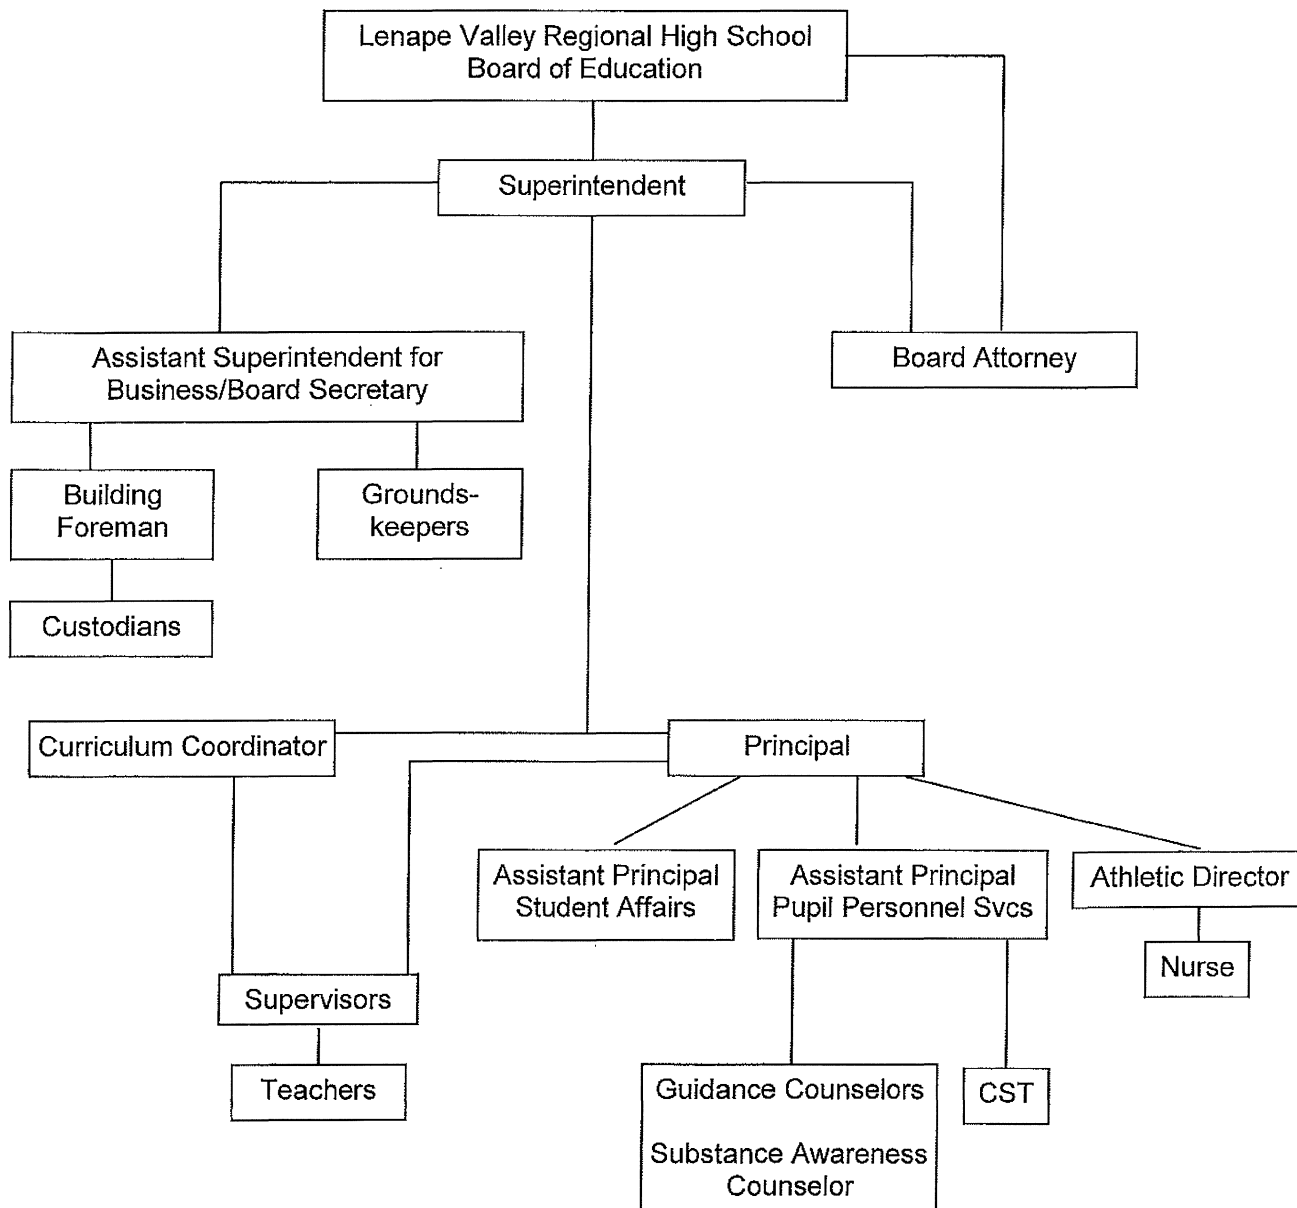 Lenape Valley Regional High School
Board of Education
Superintendent
Assistant Superintendent for
Business/Board Secretary
Board Attorney
Building
Foreman
Grounds-
keepers
Custodians
Curriculum Coordinator
Principal
Assistant Principal
Student Affairs
Assistant Principal
Pupil Personnel Svcs
Athletic Director
Nurse
Supervisors
Teachers
Guidance Counselors
Substance Awareness
Counselor
CST